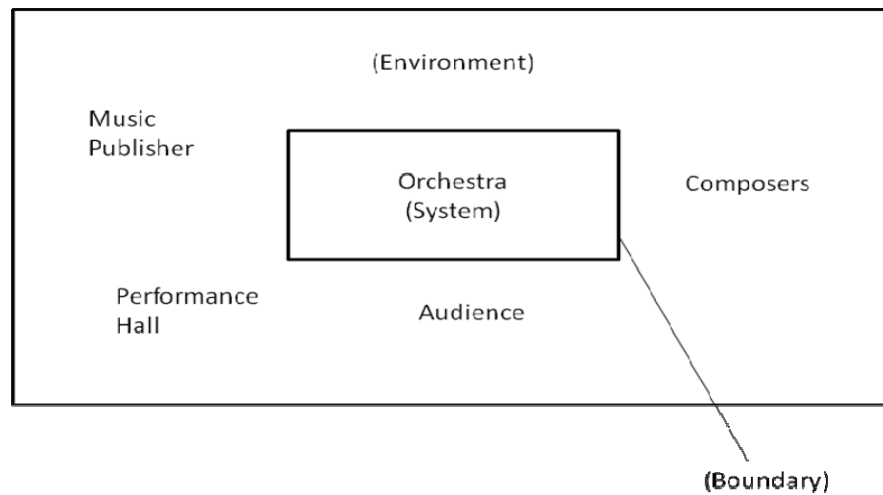 (Environment)
Music
Publisher
Orchestra
(System)
Composers
Performance
Hall
Audience
(Boundary)